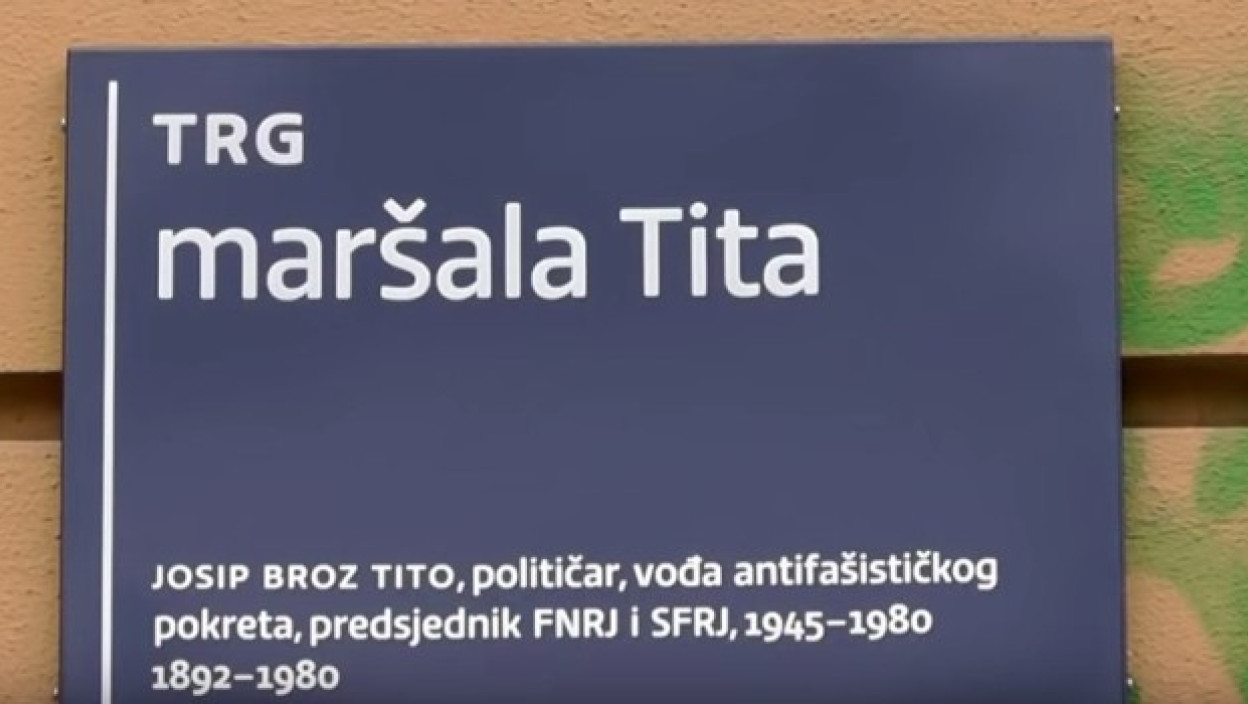 TRG
maršala Tita
JOSIP BROZ TITO, političar, vođa antifašističkog
pokreta, predsjednik FNRJ i SFRJ, 1945–1980
1892–1980